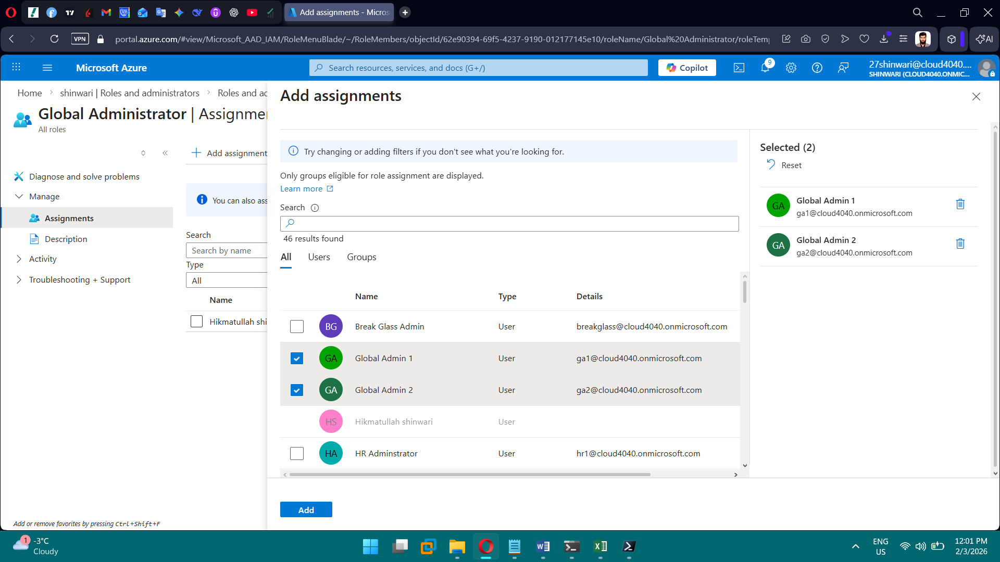 Add assignments - Micros
VPN
portal.azure.com/#view/Microsoft_AAD_IAM/RoleMenuBlade/~/RoleMembers/objectId/62e90394-69f5-4237-9190-012177145e10/roleName/Global%20Administrator/roleTemp
AI
Microsoft Azure
Search resources, services, and docs (G+/)
Copilot
9
27shinwari@cloud4040....
SHINWARI (CLOUD4040.ONMIC...
Home
shinwari | Roles and administrators
Roles and ad
Global Administrator | Assignmen
All roles
Diagnose and solve problems
Manage
Assignments
Description
Activity
Troubleshooting + Support
Add or remove favorites by pressing Ctrl+Shift+F
Add assignment
You can also ass
Search
Search by name
Type
All
Name
Hikmatullah shi
Add assignments
Try changing or adding filters if you don't see what you're looking for.
Only groups eligible for role assignment are displayed.
Learn more
Search
46 results found
All
Users
Groups
Name
Type
Details
BG
Break Glass Admin
User
breakglass@cloud4040.onmicrosoft.com
GA
Global Admin 1
User
ga1@cloud4040.onmicrosoft.com
GA
Global Admin 2
User
ga2@cloud4040.onmicrosoft.com
HS
Hikmatullah shinwari
User
HA
HR Adminstrator
User
hr1@cloud4040.onmicrosoft.com
Add
Selected (2)
Reset
GA
Global Admin 1
ga1@cloud4040.onmicrosoft.com
GA
Global Admin 2
ga2@cloud4040.onmicrosoft.com
1
-3°C
Cloudy
ENG
US
12:01 PM
2/3/2026